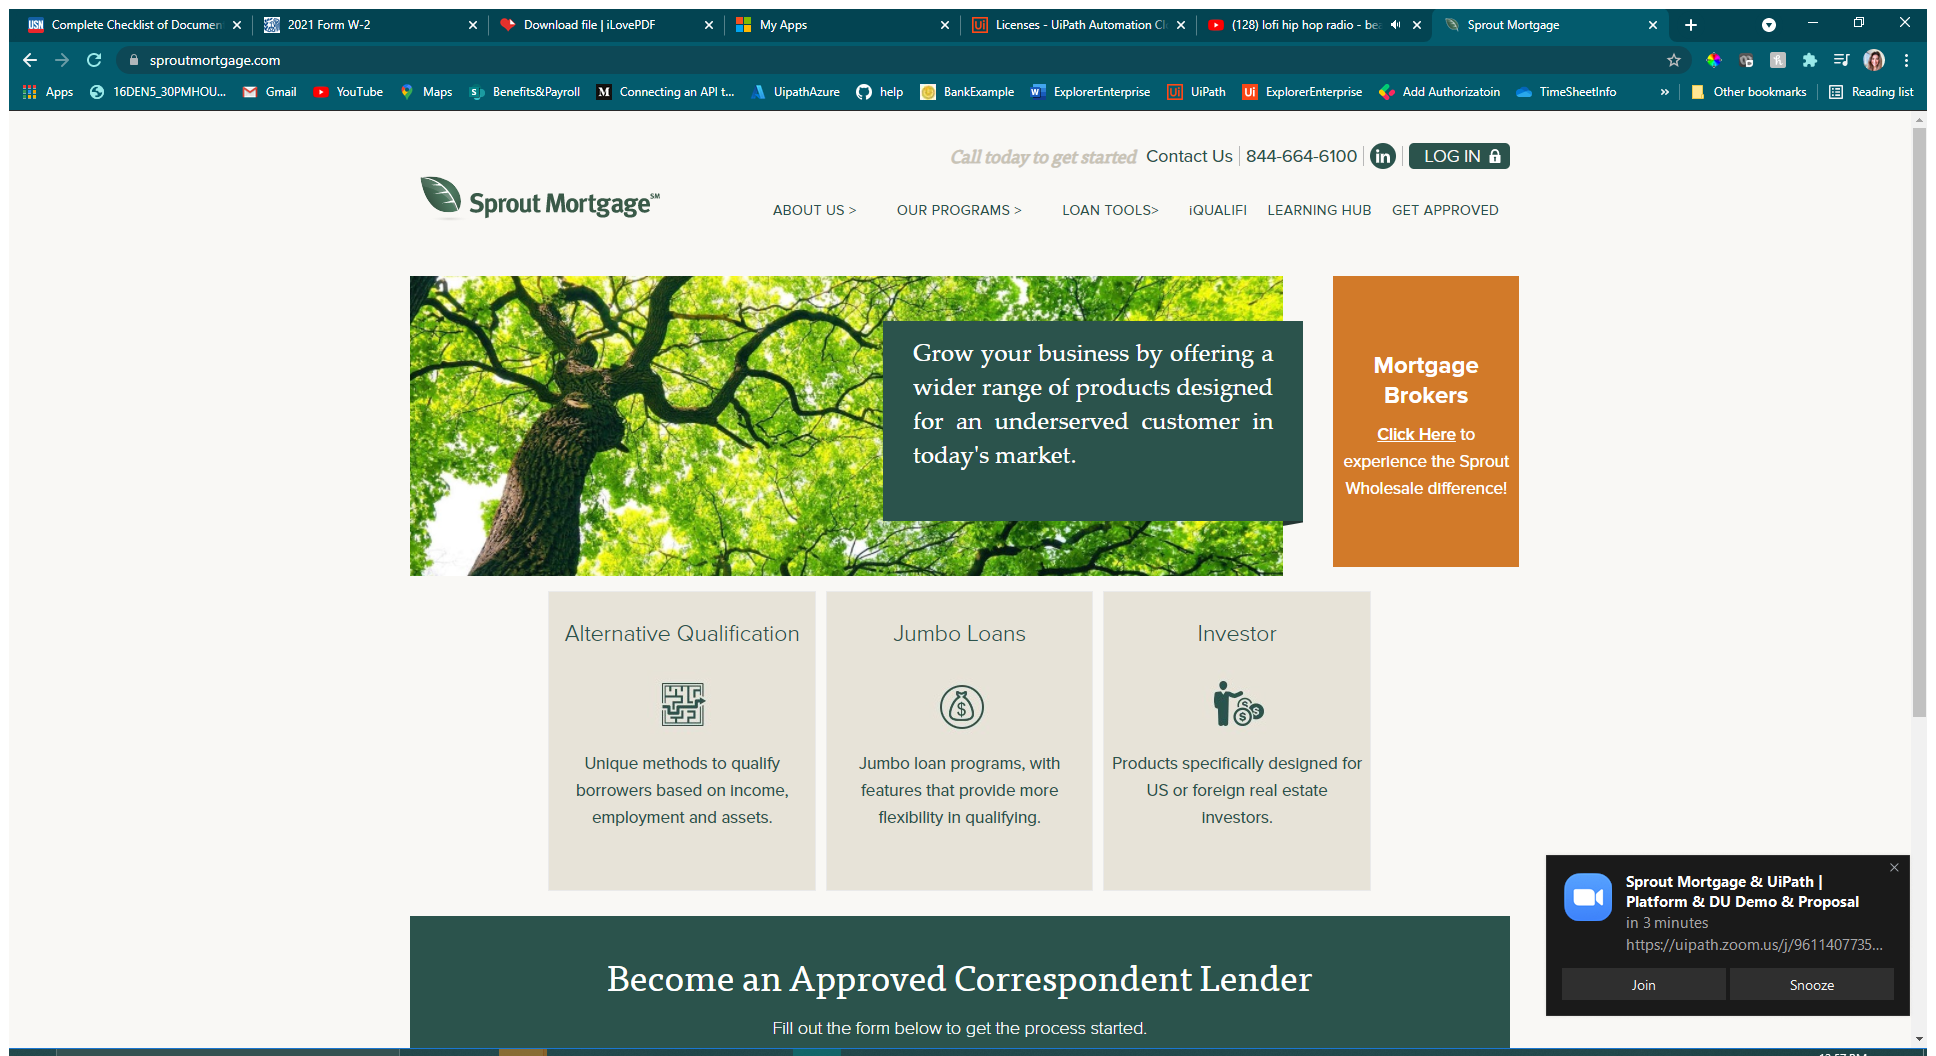 Complete Checklist of Documen
2021 Form W-2
Download file | iLovePDF
My Apps
Licenses - UiPath Automation Cl
(128) lofi hip hop radio - bea
Sprout Mortgage
sproutmortgage.com
Apps
16DEN5_30PMHOU...
Gmail
YouTube
Maps
Benefits&Payroll
Connecting an API t...
UipathAzure
help
BankExample
ExplorerEnterprise
UiPath
ExplorerEnterprise
Add Authorizatoin
TimeSheetInfo
»
Other bookmarks
Reading list
Call today to get started
Contact Us
844-664-6100
in
LOG IN
Sprout Mortgage℠
ABOUT US >
OUR PROGRAMS >
LOAN TOOLS>
iQUALIFI
LEARNING HUB
GET APPROVED
Grow your business by offering a
wider range of products designed
for an underserved customer in
today's market.
Mortgage
Brokers
Click Here to
experience the Sprout
Wholesale difference!
Alternative Qualification
Unique methods to qualify
borrowers based on income,
employment and assets.
Jumbo Loans
Jumbo loan programs, with
features that provide more
flexibility in qualifying.
Investor
Products specifically designed for
US or foreign real estate
investors.
Sprout Mortgage & UiPath |
Platform & DU Demo & Proposal
in 3 minutes
https://uipath.zoom.us/j/9611407735...
Join
Snooze
Become an Approved Correspondent Lender
Fill out the form below to get the process started.